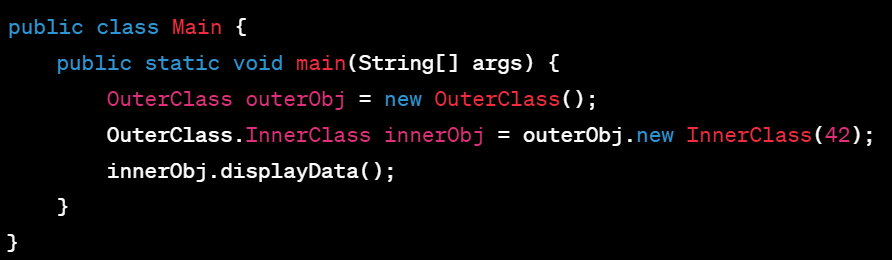 public class Main {
    public static void main(String[] args) {
        OuterClass outerObj = new OuterClass();
        OuterClass.InnerClass innerObj = outerObj.new InnerClass(42);
        innerObj.displayData();
    }
}